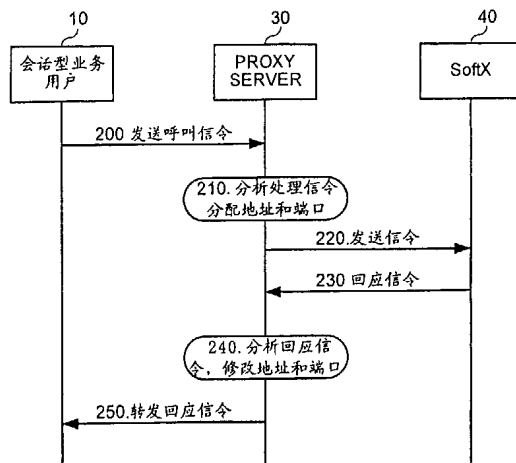 10
30
40
会话型业务
用户
PROXY
SERVER
SoftX
200 发送呼叫信令
210.分析处理信令
分配地址和端口
220.发送信令
230 回应信令
240.分析回应信
令，修改地址和端口
250.转发回应信令